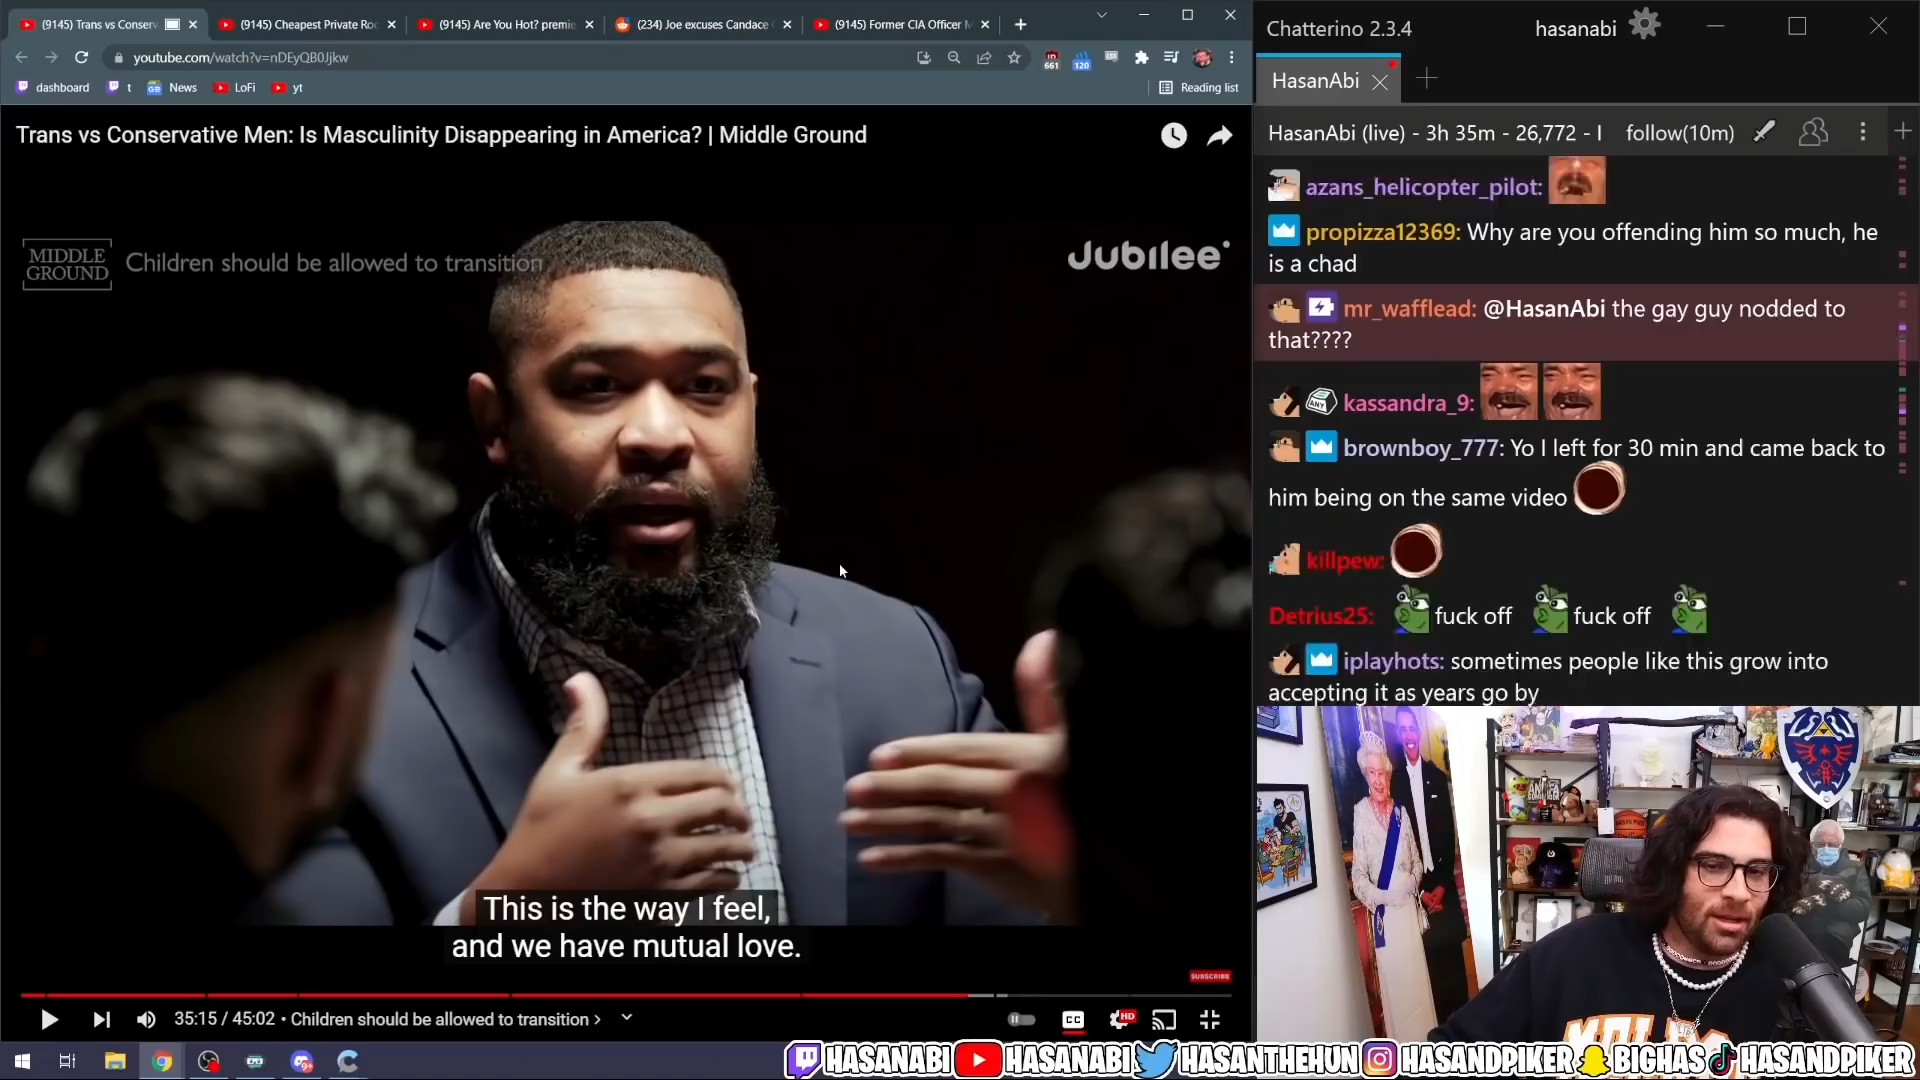 (9145) Trans vs Conserv
(9145) Cheapest Private Ro
(9145) Are You Hot? premie
(234) Joe excuses Candace
(9145) Former CIA Officer
youtube.com/watch?v=nDEyQB0Jjkw
661
120
dashboard
t
News
LoFi
yt
Reading list
Trans vs Conservative Men: Is Masculinity Disappearing in America? | Middle Ground
MIDDLE
GROUND
Children should be allowed to transition
Jubilee
This is the way I feel,
and we have mutual love.
SUBSCRIBE
35:15 / 45:02 • Children should be allowed to transition
CC
HD
Chatterino 2.3.4
hasanabi
HasanAbi
HasanAbi (live) - 3h 35m - 26,772 - I
follow(10m)
azans_helicopter_pilot:
propizza12369: Why are you offending him so much, he
is a chad
mr_wafflead: @HasanAbi the gay guy nodded to
that????
ANY
kassandra_9:
brownboy_777: Yo I left for 30 min and came back to
him being on the same video
killpew:
Detrius25: fuck off fuck off
iplayhots: sometimes people like this grow into
accepting it as years go by
HASANABI
HASANABI
HASANTHEHUN
HASANDPIKER
BIGHAS
HASANDPIKER